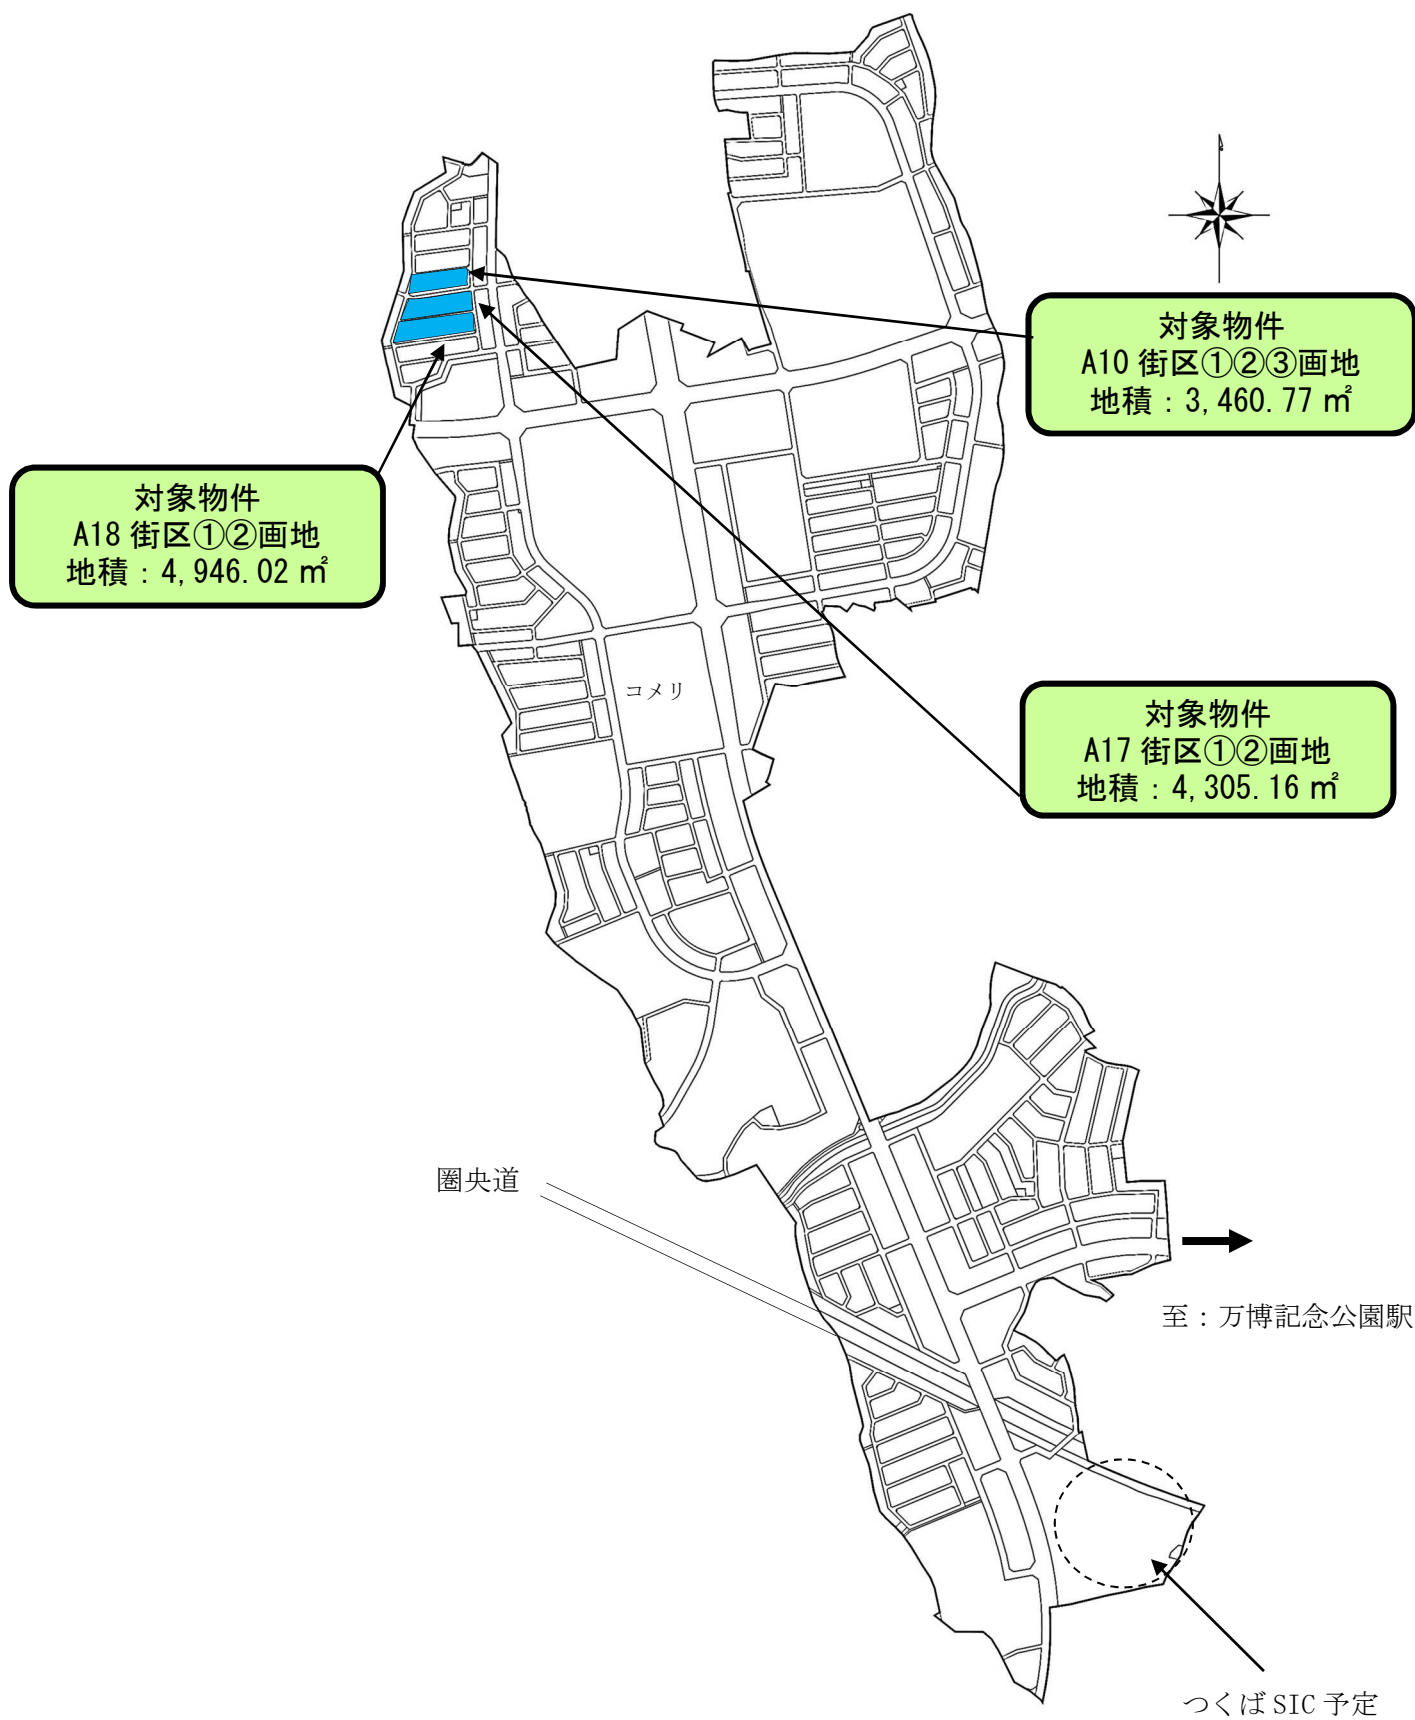 対象物件
A10 街区①②③画地
地積：3,460.77 ㎡
対象物件
A18 街区①②画地
地積：4,946.02 ㎡
コメリ
対象物件
A17 街区①②画地
地積：4,305.16 ㎡
圏央道
至：万博記念公園駅
つくば SIC 予定